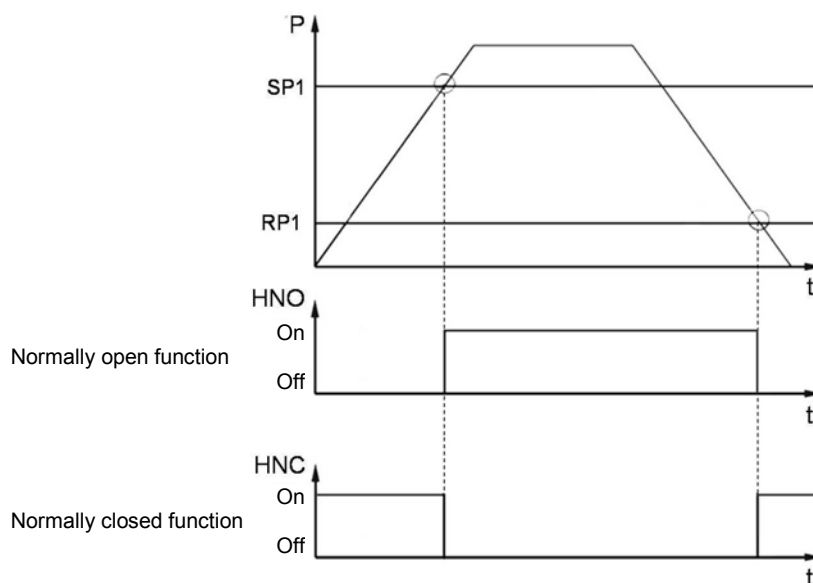 P
SP1
RP1
t
HNO
On
Normally open function
Off
t
HNC
On
Normally closed function
Off
t